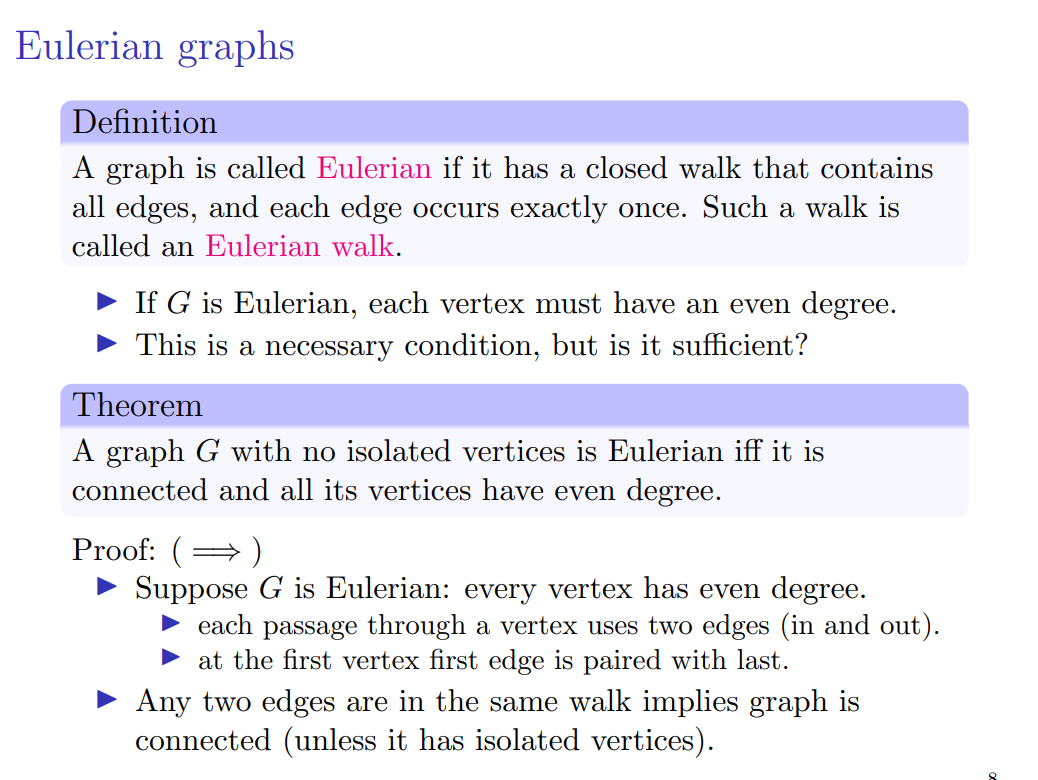 Eulerian graphs
Definition
A graph is called Eulerian if it has a closed walk that contains
all edges, and each edge occurs exactly once. Such a walk is
called an Eulerian walk.
▶ If G is Eulerian, each vertex must have an even degree.
▶ This is a necessary condition, but is it sufficient?
Theorem
A graph G with no isolated vertices is Eulerian iff it is
connected and all its vertices have even degree.
Proof: ( ⟹ )
▶ Suppose G is Eulerian: every vertex has even degree.
▶ each passage through a vertex uses two edges (in and out).
▶ at the first vertex first edge is paired with last.
▶ Any two edges are in the same walk implies graph is
connected (unless it has isolated vertices).
8